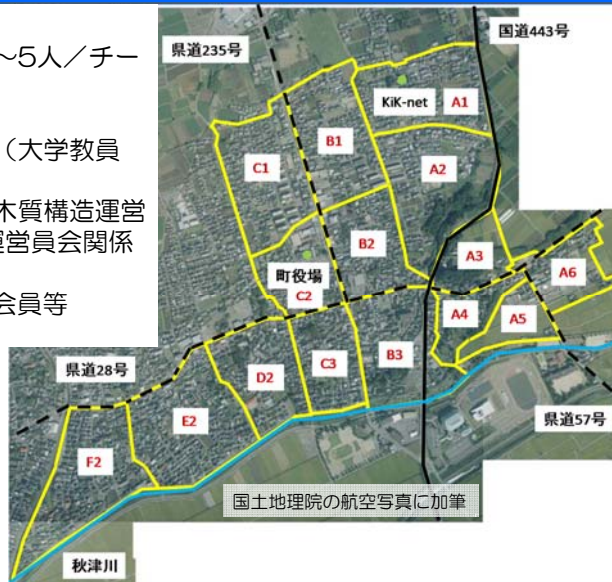 ～5人／チー
（大学教員
木質構造運営
運営員会関係
会員等
県道235号
国道443号
KiK-net
A1
B1
C1
A2
B2
町役場
C2
A3
A6
A4
A5
県道28号
D2
C3
B3
E2
県道57号
F2
国土地理院の航空写真に加筆
秋津川